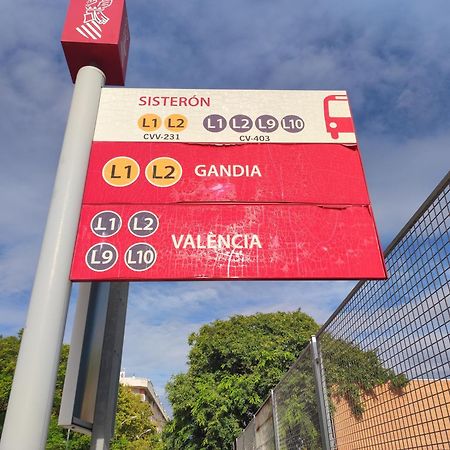 SISTERÓN
L1 L2 L1 L2 L9 L10
CVV-231 CV-403
L1 L2 GANDIA
L1 L2
L9 L10 VALÈNCIA